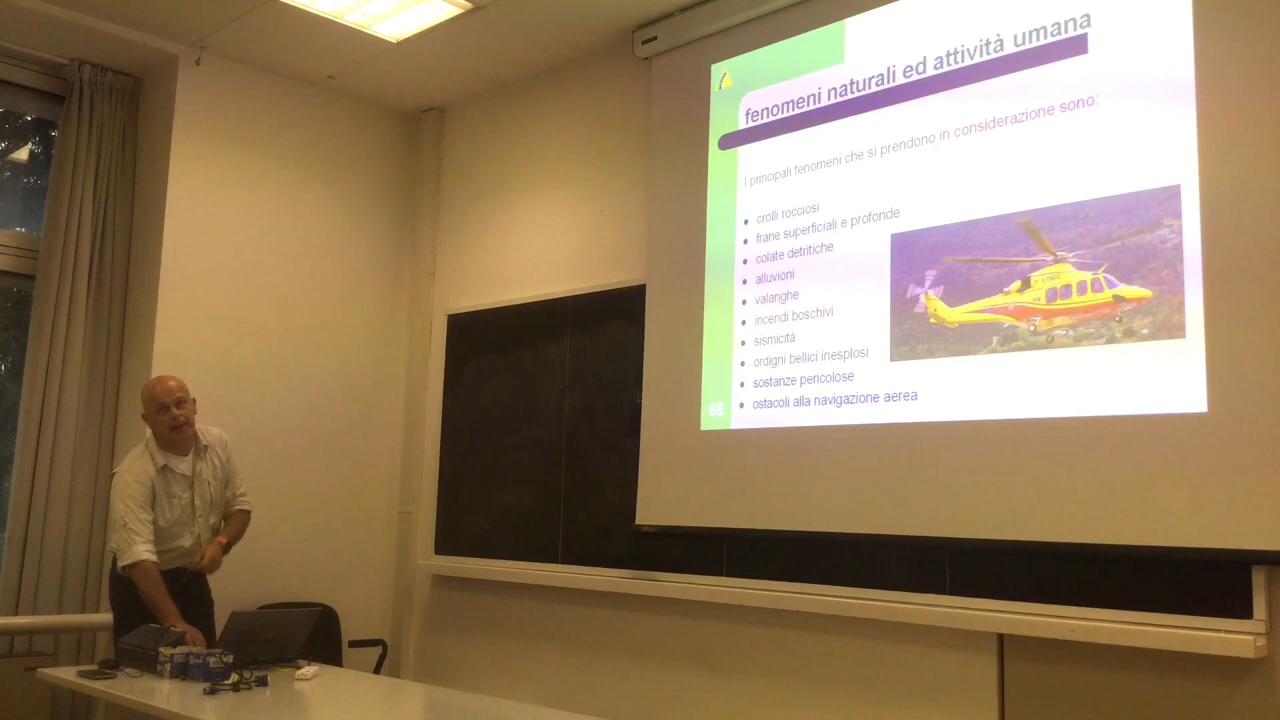 fenomeni naturali ed attività umana
I principali fenomeni che si prendono in considerazione sono:
crolli rocciosi
frane superficiali e profonde
colate detritiche
alluvioni
valanghe
incendi boschivi
sismicità
ordigni bellici inesplosi
sostanze pericolose
ostacoli alla navigazione aerea